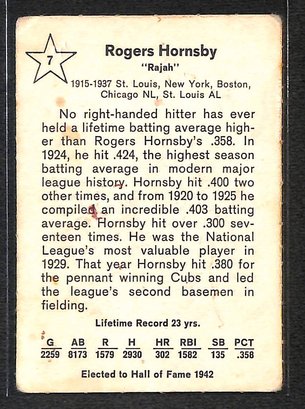 7
Rogers Hornsby
"Rajah"
1915-1937 St. Louis, New York, Boston,
Chicago NL, St. Louis AL
No right-handed hitter has ever
held a lifetime batting average high-
er than Rogers Hornsby's .358. In
1924, he hit .424, the highest season
batting average in modern major
league history. Hornsby hit .400 two
other times, and from 1920 to 1925 he
compiled an incredible .403 batting
average. Hornsby hit over .300 sev-
enteen times. He was the National
League's most valuable player in
1929. That year Hornsby hit .380 for
the pennant winning Cubs and led
the league's second basemen in
fielding.
Lifetime Record 23 yrs.
G AB R H HR RBI SB PCT
2259 8173 1579 2930 302 1582 135 .358
Elected to Hall of Fame 1942